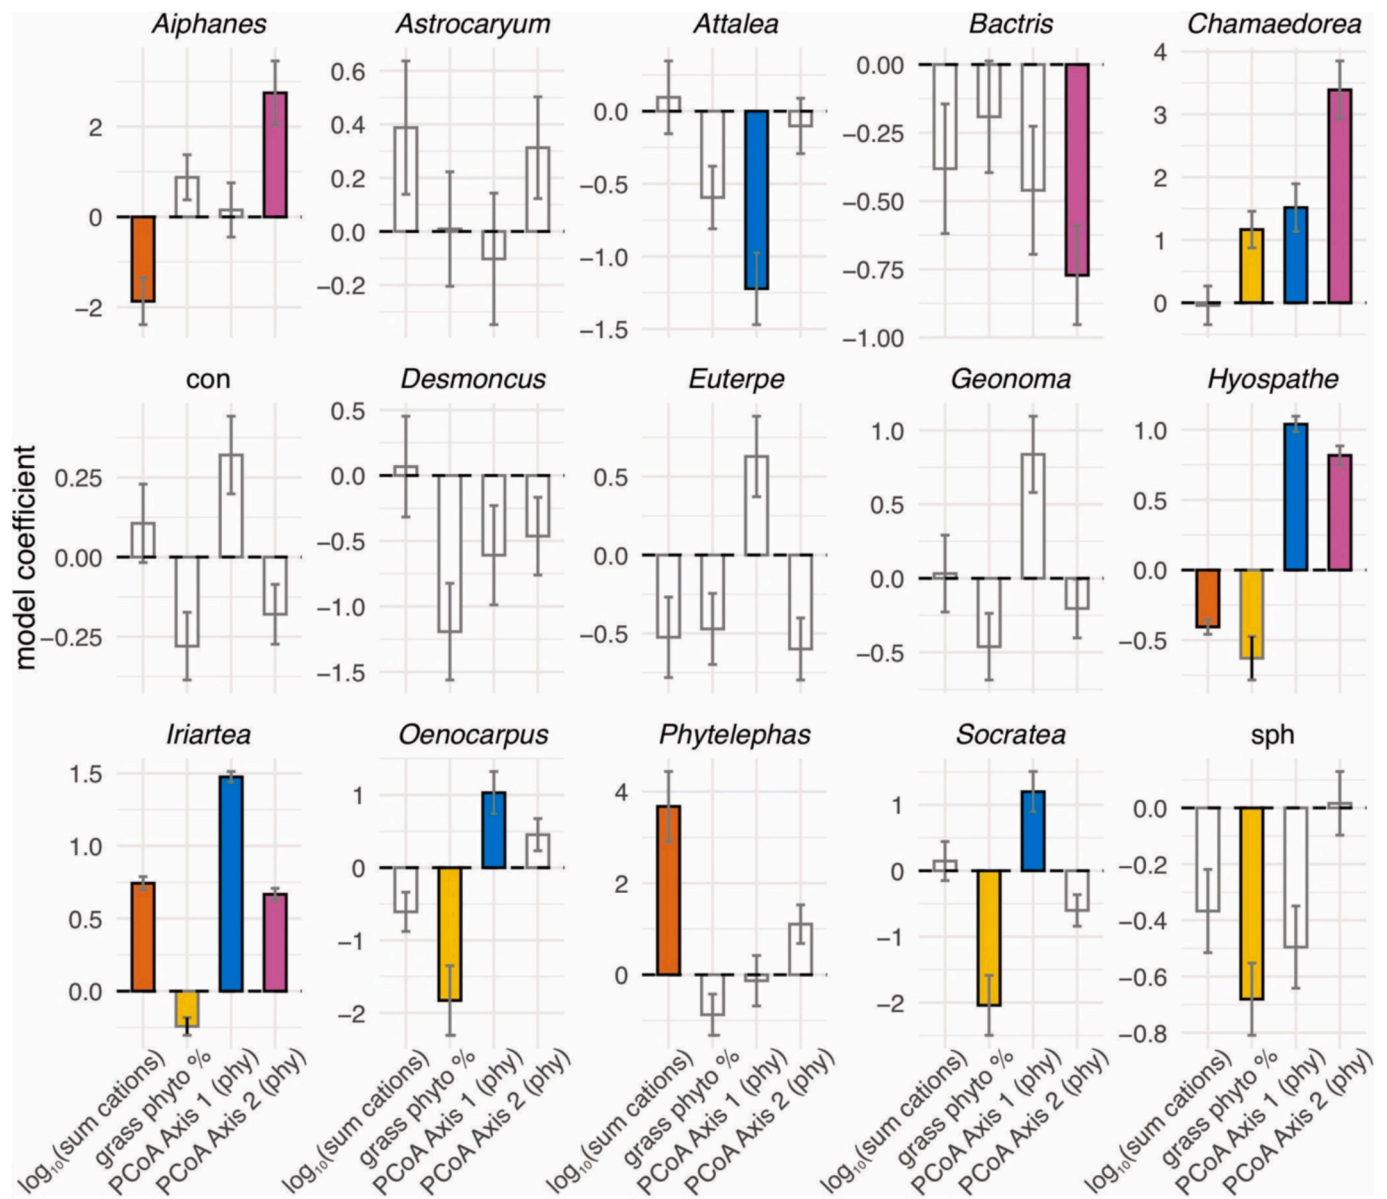 Aiphanes Astrocaryum Attalea Bactris Chamaedorea
2
0
−2
0.6
0.4
0.2
0.0
−0.2
0.0
−0.5
−1.0
−1.5
0.00
−0.25
−0.50
−0.75
−1.00
4
3
2
1
0
model coefficient
con Desmoncus Euterpe Geonoma Hyospathe
0.25
0.00
−0.25
0.5
0.0
−0.5
−1.0
−1.5
0.5
0.0
−0.5
1.0
0.5
0.0
−0.5
1.0
0.5
0.0
−0.5
Iriartea Oenocarpus Phytelephas Socratea sph
1.5
1.0
0.5
0.0
1
0
−1
−2
4
2
0
1
0
−1
−2
0.0
−0.2
−0.4
−0.6
−0.8
log₁₀(sum cations)
grass phyto %
PCoA Axis 1 (phy)
PCoA Axis 2 (phy)
log₁₀(sum cations)
grass phyto %
PCoA Axis 1 (phy)
PCoA Axis 2 (phy)
log₁₀(sum cations)
grass phyto %
PCoA Axis 1 (phy)
PCoA Axis 2 (phy)
log₁₀(sum cations)
grass phyto %
PCoA Axis 1 (phy)
PCoA Axis 2 (phy)
log₁₀(sum cations)
grass phyto %
PCoA Axis 1 (phy)
PCoA Axis 2 (phy)